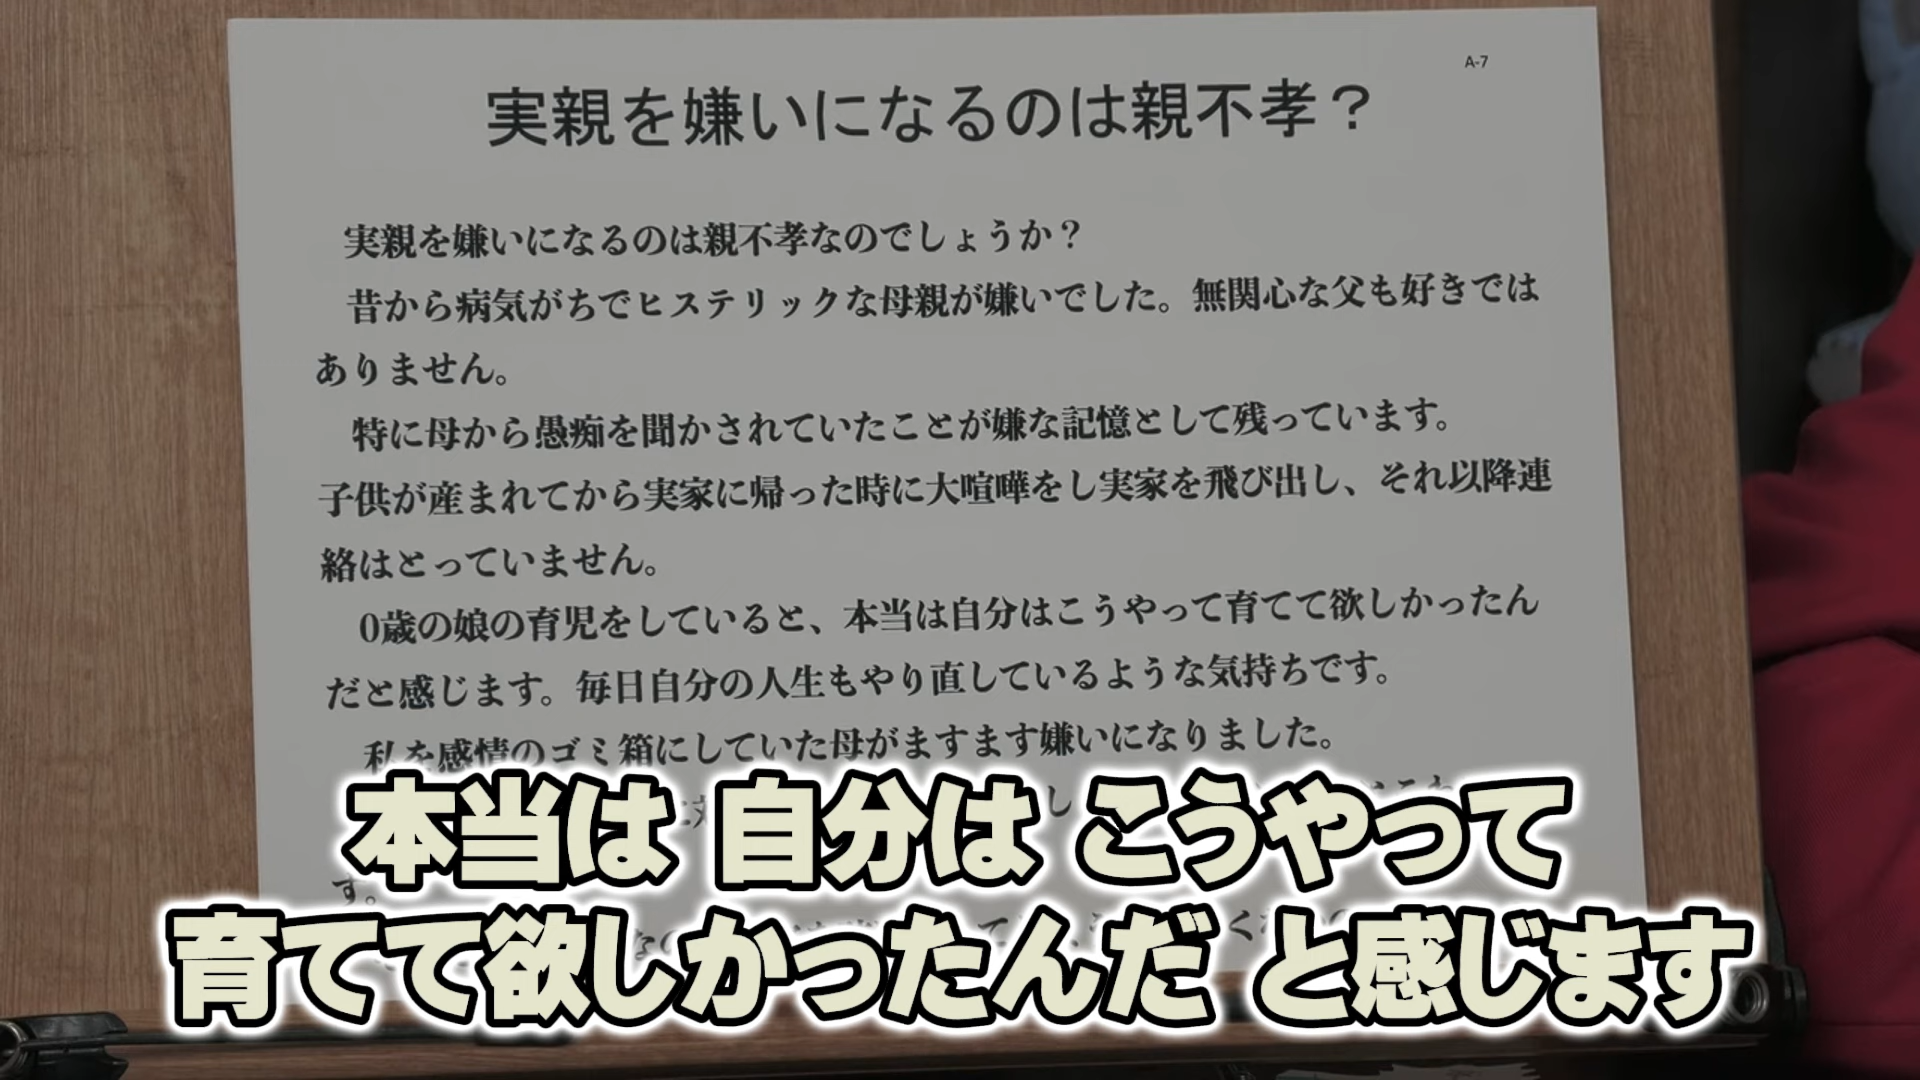 A-7
実親を嫌いになるのは親不孝？
実親を嫌いになるのは親不孝なのでしょうか？
昔から病気がちでヒステリックな母親が嫌いでした。無関心な父も好きでは
ありません。
特に母から愚痴を聞かされていたことが嫌な記憶として残っています。
子供が産まれてから実家に帰った時に大喧嘩をし実家を飛び出し、それ以降連
絡はとっていません。
0歳の娘の育児をしていると、本当は自分はこうやって育てて欲しかったん
だと感じます。毎日自分の人生もやり直しているような気持ちです。
私を感情のゴミ箱にしていた母がますます嫌いになりました。
す。
本当は 自分は こうやって
育てて欲しかったんだ と感じます